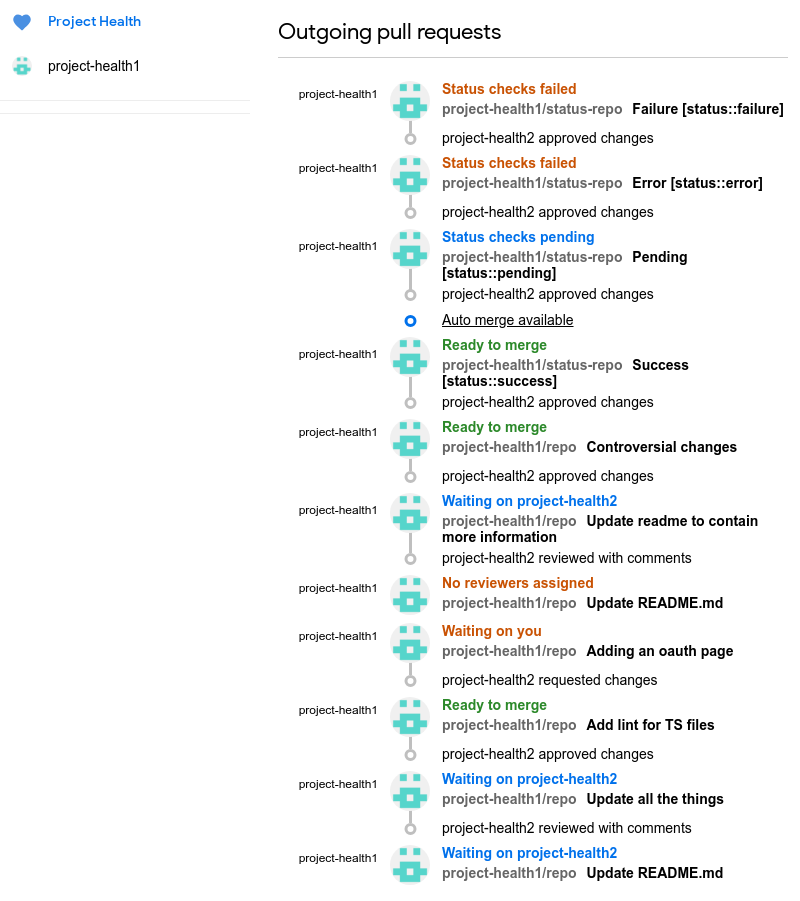 Project Health
project-health1
Outgoing pull requests
project-health1
Status checks failed
project-health1/status-repo Failure [status::failure]
project-health2 approved changes
project-health1
Status checks failed
project-health1/status-repo Error [status::error]
project-health2 approved changes
project-health1
Status checks pending
project-health1/status-repo Pending
[status::pending]
project-health2 approved changes
Auto merge available
project-health1
Ready to merge
project-health1/status-repo Success
[status::success]
project-health2 approved changes
project-health1
Ready to merge
project-health1/repo Controversial changes
project-health2 approved changes
project-health1
Waiting on project-health2
project-health1/repo Update readme to contain
more information
project-health2 reviewed with comments
project-health1
No reviewers assigned
project-health1/repo Update README.md
project-health1
Waiting on you
project-health1/repo Adding an oauth page
project-health2 requested changes
project-health1
Ready to merge
project-health1/repo Add lint for TS files
project-health2 approved changes
project-health1
Waiting on project-health2
project-health1/repo Update all the things
project-health2 reviewed with comments
project-health1
Waiting on project-health2
project-health1/repo Update README.md